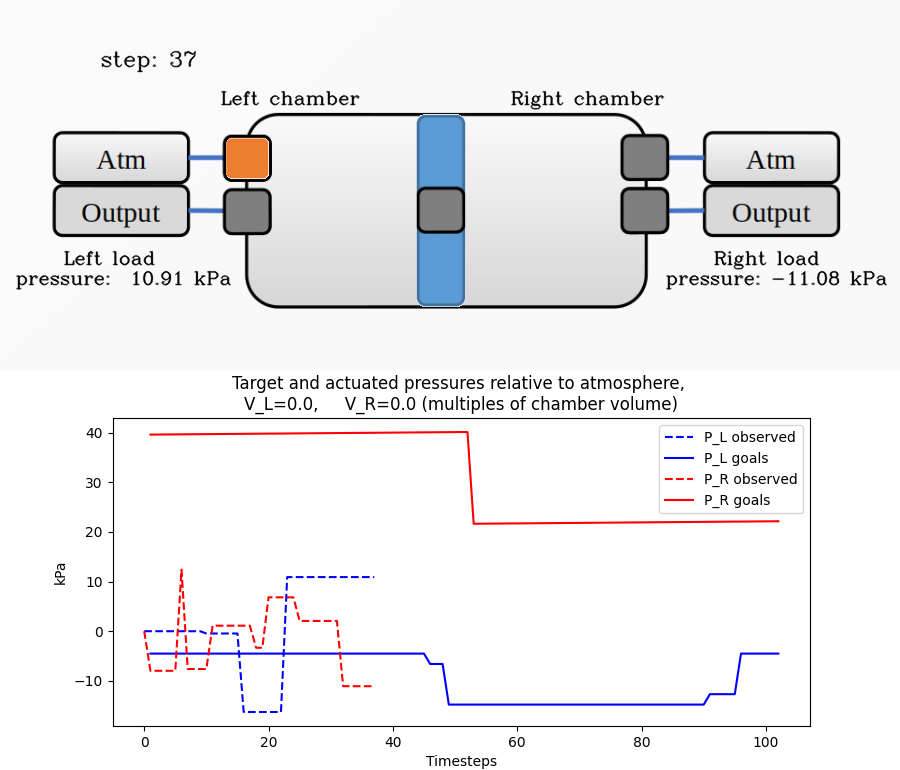 step: 37
Left chamber
Right chamber
Atm
Atm
Output
Output
Left load
pressure:  10.91 kPa
Right load
pressure: −11.08 kPa
Target and actuated pressures relative to atmosphere,
V_L=0.0,     V_R=0.0 (multiples of chamber volume)
40
30
20
10
0
−10
kPa
P_L observed
P_L goals
P_R observed
P_R goals
0 20 40 60 80 100
Timesteps